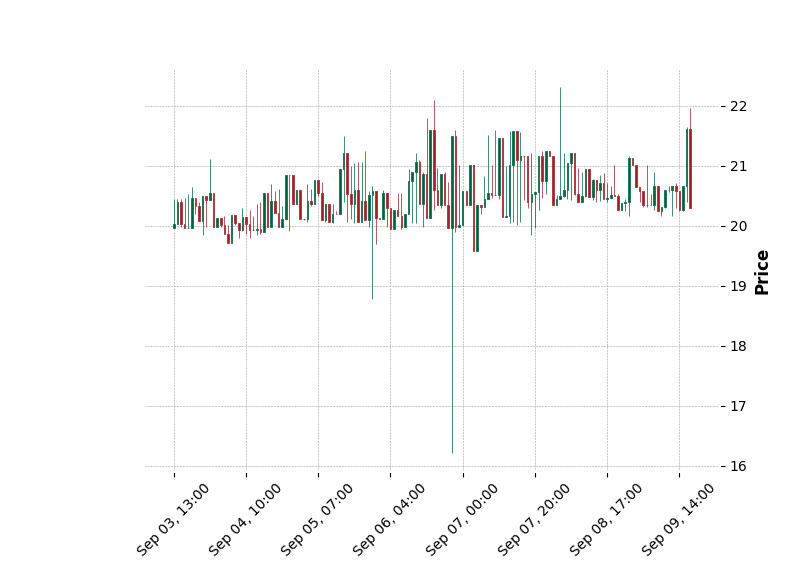 22
21
20
19
18
17
16
Price
Sep 03, 13:00
Sep 04, 10:00
Sep 05, 07:00
Sep 06, 04:00
Sep 07, 00:00
Sep 07, 20:00
Sep 08, 17:00
Sep 09, 14:00